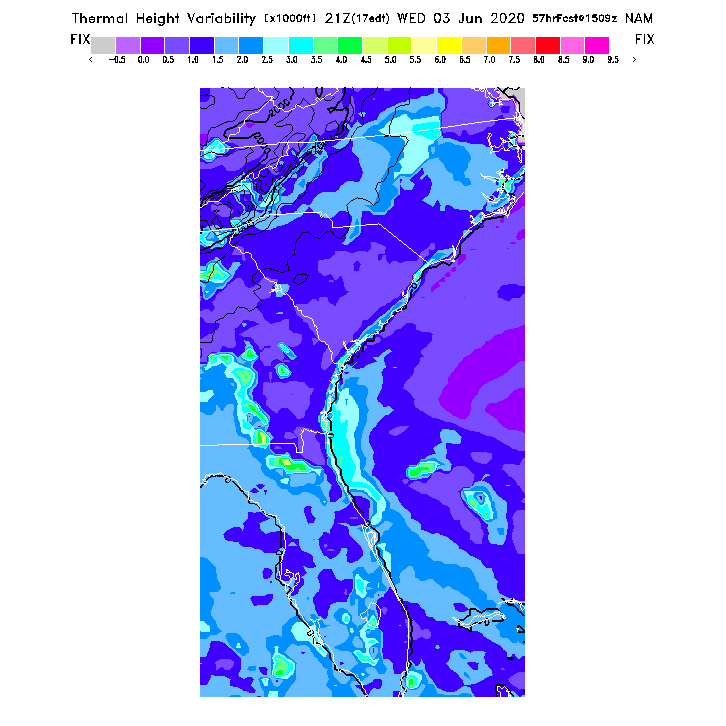 Thermal Height Variability [x1000ft] 21Z(17edt) WED 03 Jun 2020 57hrFcst@1509z NAM
FIX FIX
< -0.5 0.0 0.5 1.0 1.5 2.0 2.5 3.0 3.5 4.0 4.5 5.0 5.5 6.0 6.5 7.0 7.5 8.0 8.5 9.0 9.5 >